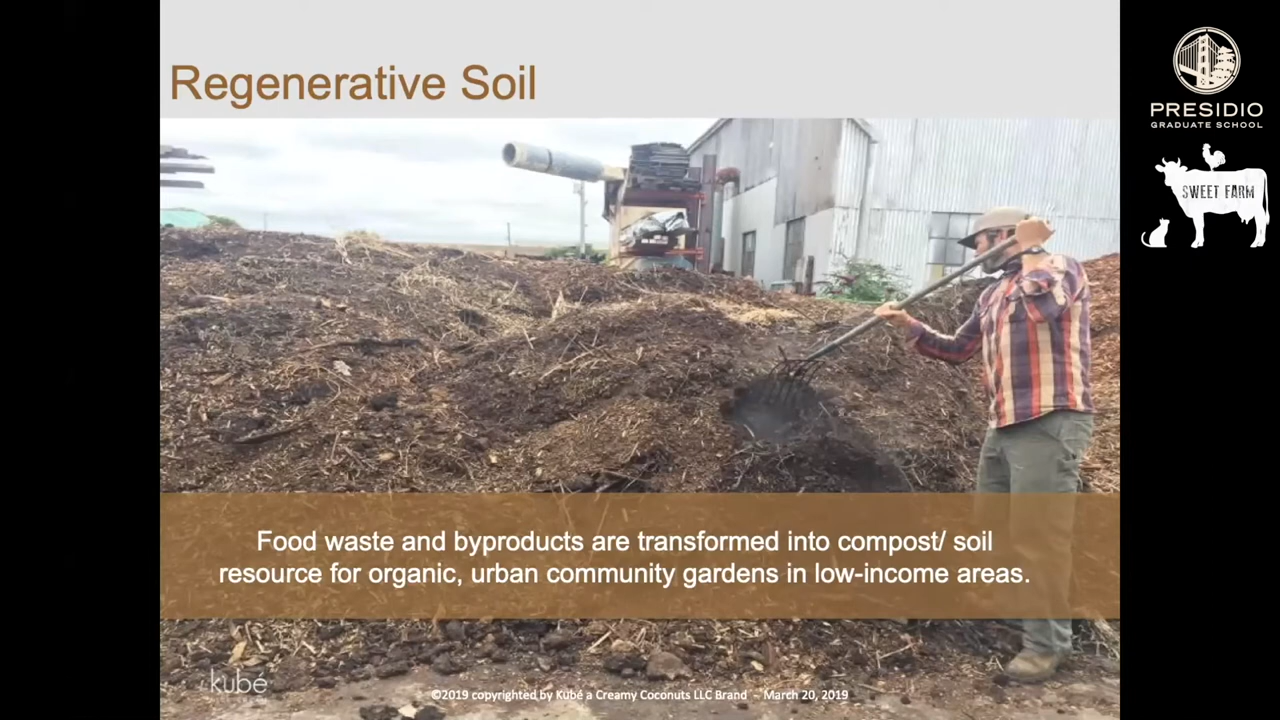 Regenerative Soil
PRESIDIO
GRADUATE SCHOOL
SWEET FARM
Food waste and byproducts are transformed into compost/ soil
resource for organic, urban community gardens in low-income areas.
kubé
©2019 copyrighted by Kubé a Creamy Coconuts LLC Brand – March 20, 2019